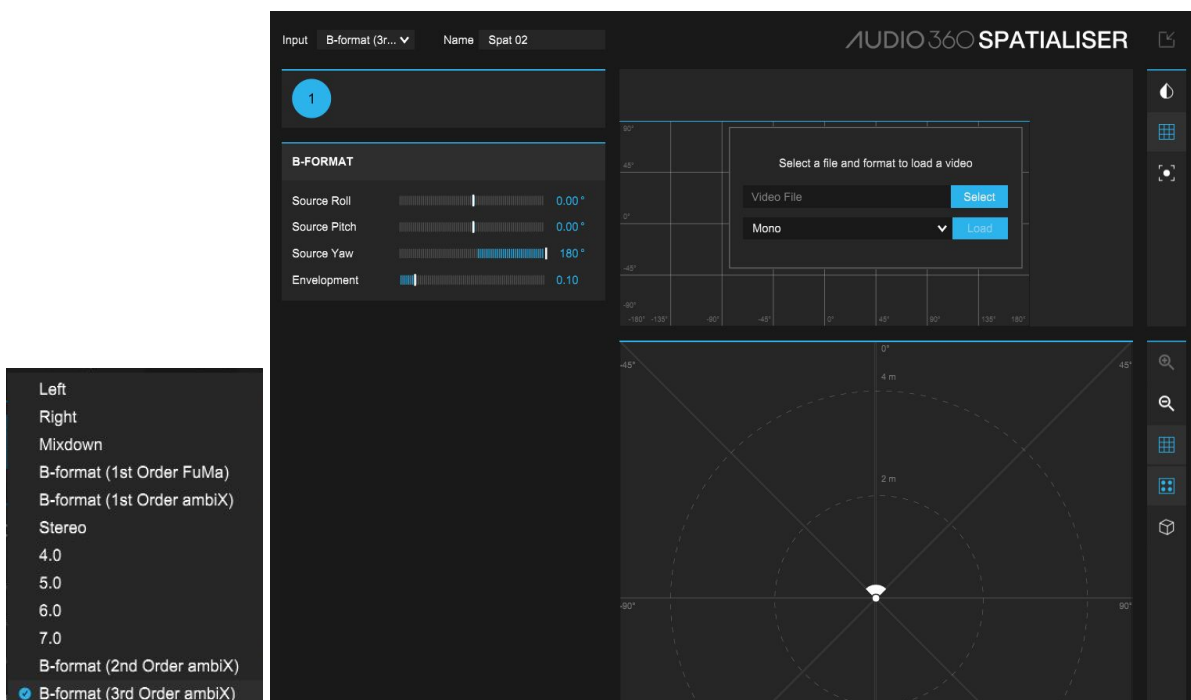 Input B-format (3r... Name Spat 02
AUDIO360 SPATIALISER
1
B-FORMAT
Source Roll 0.00 °
Source Pitch 0.00 °
Source Yaw 180 °
Envelopment 0.10
90°
45°
0°
-45°
-90°
-180° -135° -90° -45° 0° 45° 90° 135° 180°
Select a file and format to load a video
Video File Select
Mono Load
-45° 0° 45°
4 m
2 m
-90° 90°
Left
Right
Mixdown
B-format (1st Order FuMa)
B-format (1st Order ambiX)
Stereo
4.0
5.0
6.0
7.0
B-format (2nd Order ambiX)
B-format (3rd Order ambiX)